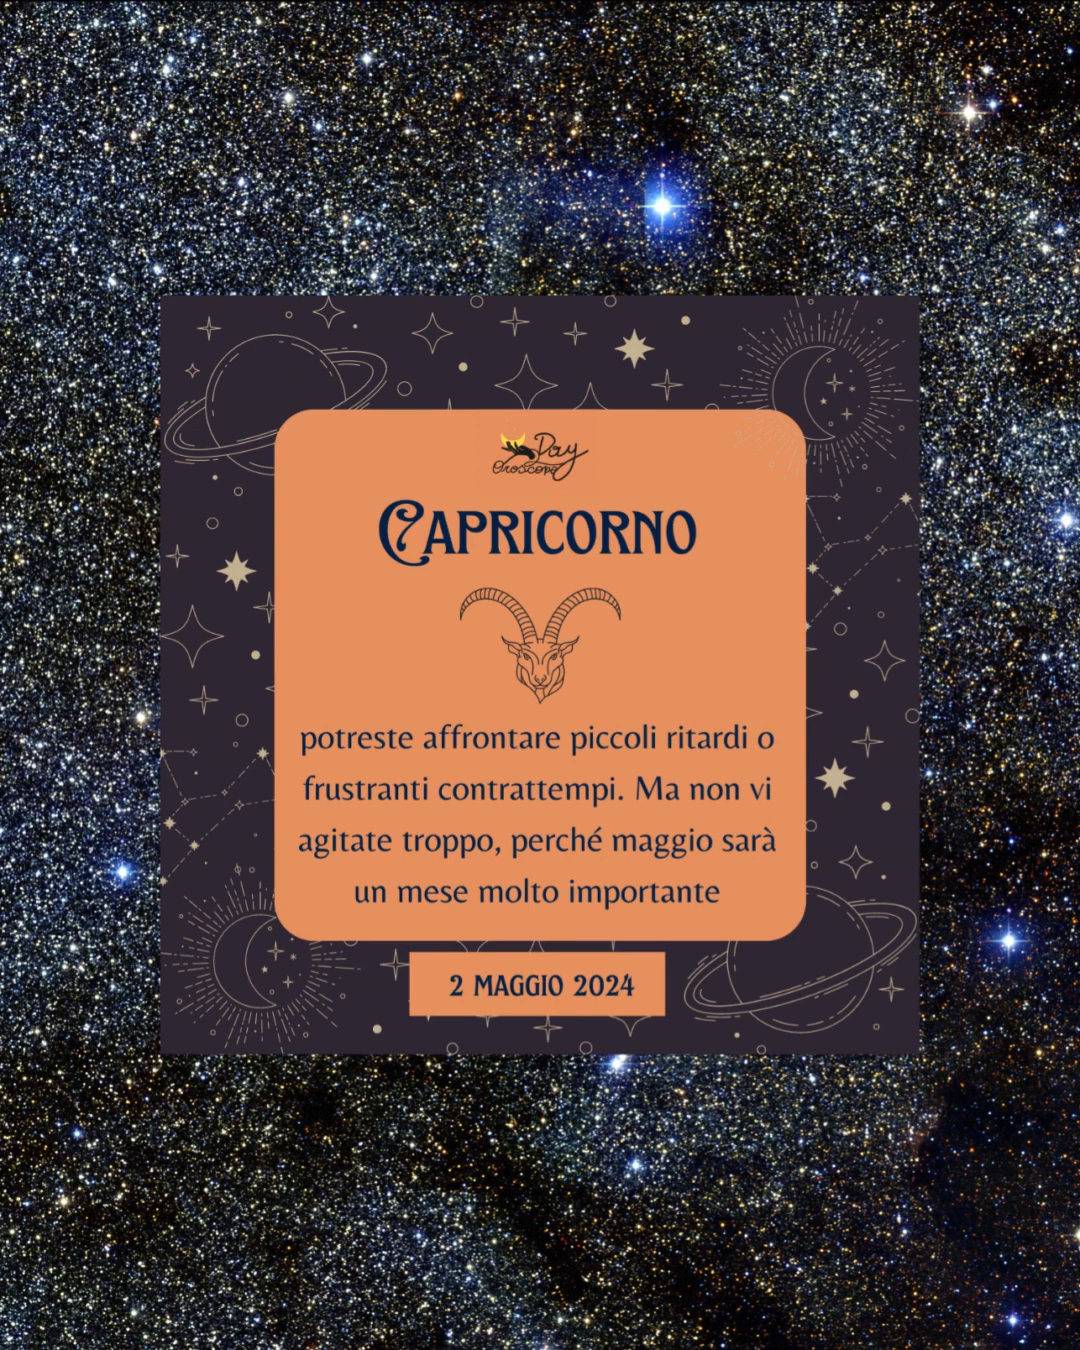 Day
Oroscopo
Capricorno
potreste affrontare piccoli ritardi o
frustranti contrattempi. Ma non vi
agitate troppo, perché maggio sarà
un mese molto importante
2 MAGGIO 2024